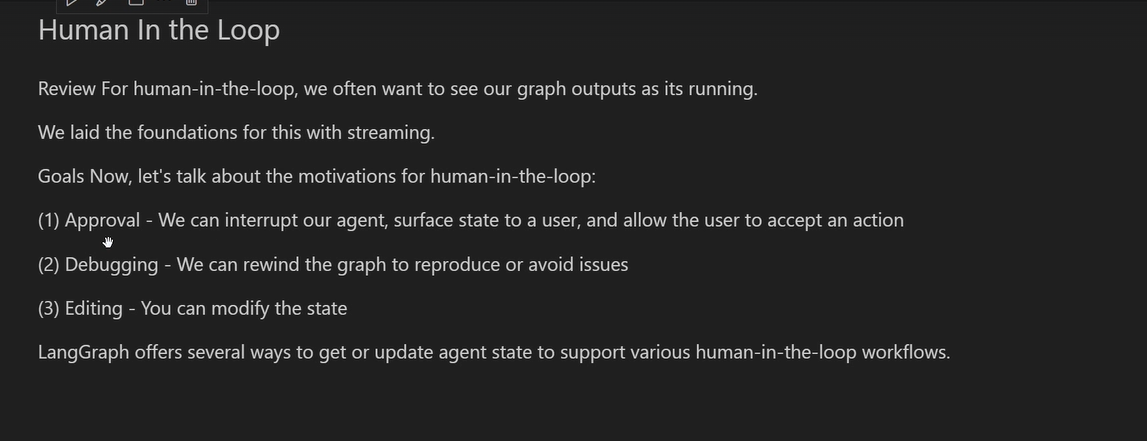 Human In the Loop
Review For human-in-the-loop, we often want to see our graph outputs as its running.
We laid the foundations for this with streaming.
Goals Now, let's talk about the motivations for human-in-the-loop:
(1) Approval - We can interrupt our agent, surface state to a user, and allow the user to accept an action
(2) Debugging - We can rewind the graph to reproduce or avoid issues
(3) Editing - You can modify the state
LangGraph offers several ways to get or update agent state to support various human-in-the-loop workflows.